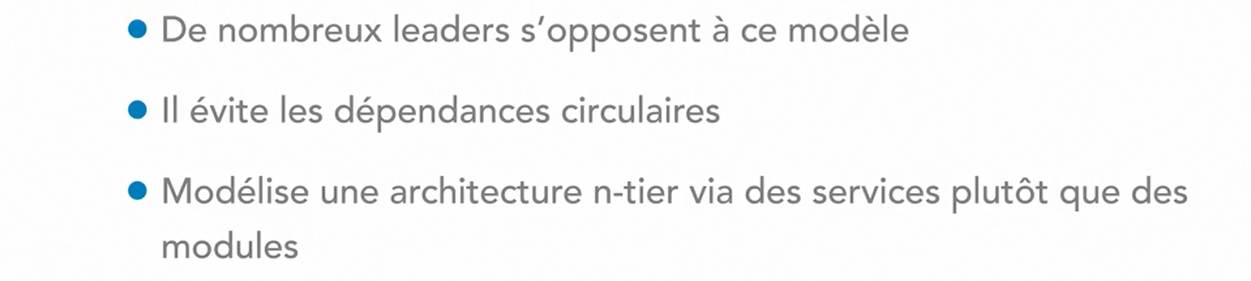 De nombreux leaders s’opposent à ce modèle
Il évite les dépendances circulaires
Modélise une architecture n-tier via des services plutôt que des
modules